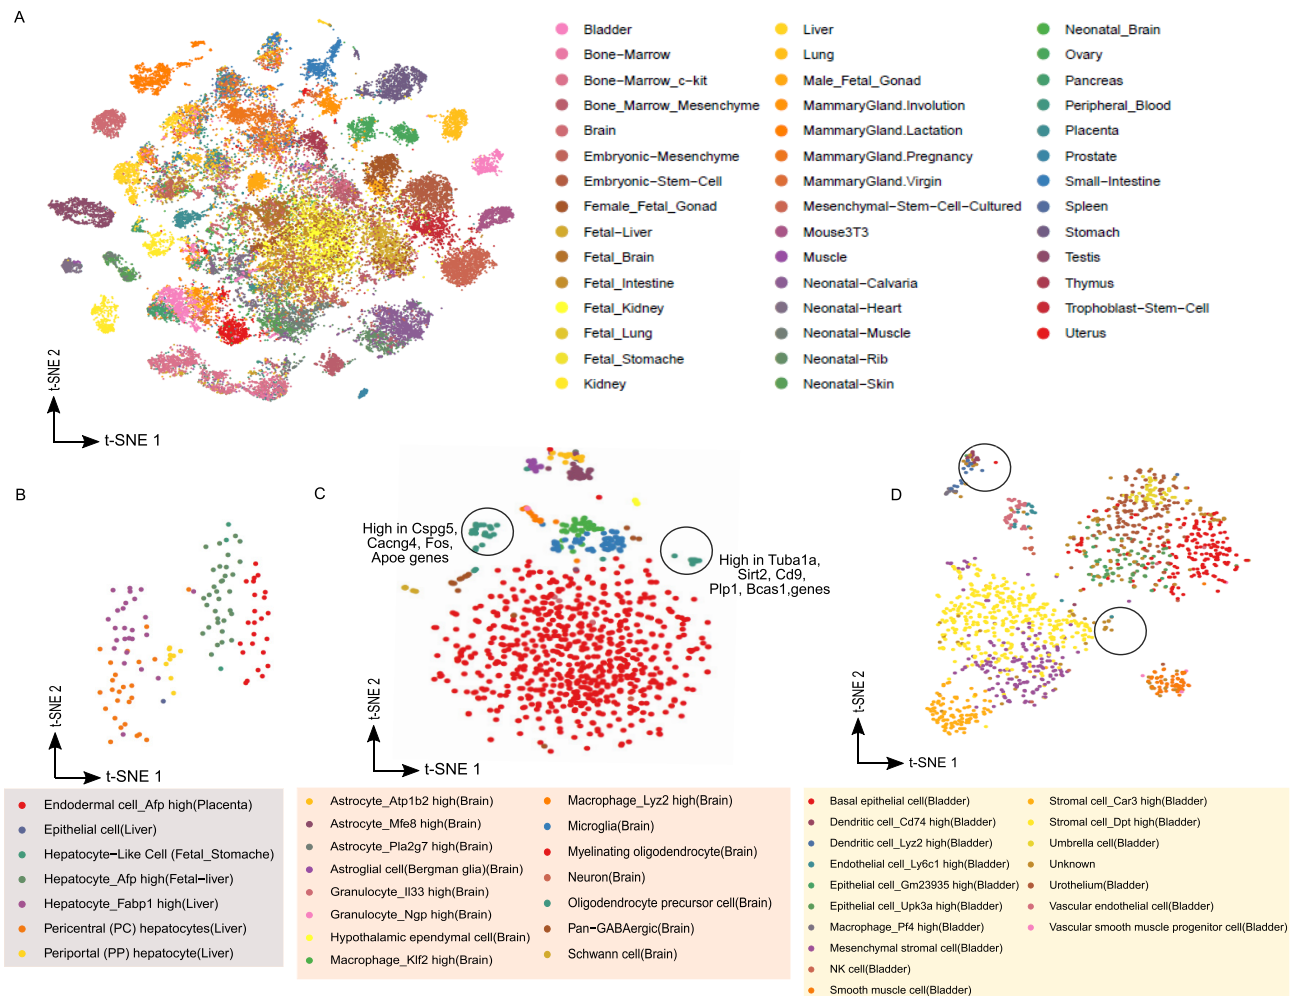 A
Bladder
Bone−Marrow
Bone−Marrow_c-kit
Bone_Marrow_Mesenchyme
Brain
Embryonic−Mesenchyme
Embryonic−Stem−Cell
Female_Fetal_Gonad
Fetal−Liver
Fetal_Brain
Fetal_Intestine
Fetal_Kidney
Fetal_Lung
Fetal_Stomache
Kidney
Liver
Lung
Male_Fetal_Gonad
MammaryGland.Involution
MammaryGland.Lactation
MammaryGland.Pregnancy
MammaryGland.Virgin
Mesenchymal−Stem−Cell−Cultured
Mouse3T3
Muscle
Neonatal−Calvaria
Neonatal−Heart
Neonatal−Muscle
Neonatal−Rib
Neonatal−Skin
Neonatal_Brain
Ovary
Pancreas
Peripheral_Blood
Placenta
Prostate
Small−Intestine
Spleen
Stomach
Testis
Thymus
Trophoblast−Stem−Cell
Uterus
t-SNE 2
t-SNE 1
B
t-SNE 2
t-SNE 1
Endodermal cell_Afp high(Placenta)
Epithelial cell(Liver)
Hepatocyte−Like Cell (Fetal_Stomache)
Hepatocyte_Afp high(Fetal−liver)
Hepatocyte_Fabp1 high(Liver)
Pericentral (PC) hepatocytes(Liver)
Periportal (PP) hepatocyte(Liver)
C
High in Cspg5,
Cacng4, Fos,
Apoe genes
High in Tuba1a,
Sirt2, Cd9,
Plp1, Bcas1,genes
t-SNE 2
t-SNE 1
Astrocyte_Atp1b2 high(Brain)
Astrocyte_Mfe8 high(Brain)
Astrocyte_Pla2g7 high(Brain)
Astroglial cell(Bergman glia)(Brain)
Granulocyte_Il33 high(Brain)
Granulocyte_Ngp high(Brain)
Hypothalamic ependymal cell(Brain)
Macrophage_Klf2 high(Brain)
Macrophage_Lyz2 high(Brain)
Microglia(Brain)
Myelinating oligodendrocyte(Brain)
Neuron(Brain)
Oligodendrocyte precursor cell(Brain)
Pan−GABAergic(Brain)
Schwann cell(Brain)
D
t-SNE 2
t-SNE 1
Basal epithelial cell(Bladder)
Dendritic cell_Cd74 high(Bladder)
Dendritic cell_Lyz2 high(Bladder)
Endothelial cell_Ly6c1 high(Bladder)
Epithelial cell_Gm23935 high(Bladder)
Epithelial cell_Upk3a high(Bladder)
Macrophage_Pf4 high(Bladder)
Mesenchymal stromal cell(Bladder)
NK cell(Bladder)
Smooth muscle cell(Bladder)
Stromal cell_Car3 high(Bladder)
Stromal cell_Dpt high(Bladder)
Umbrella cell(Bladder)
Unknown
Urothelium(Bladder)
Vascular endothelial cell(Bladder)
Vascular smooth muscle progenitor cell(Bladder)